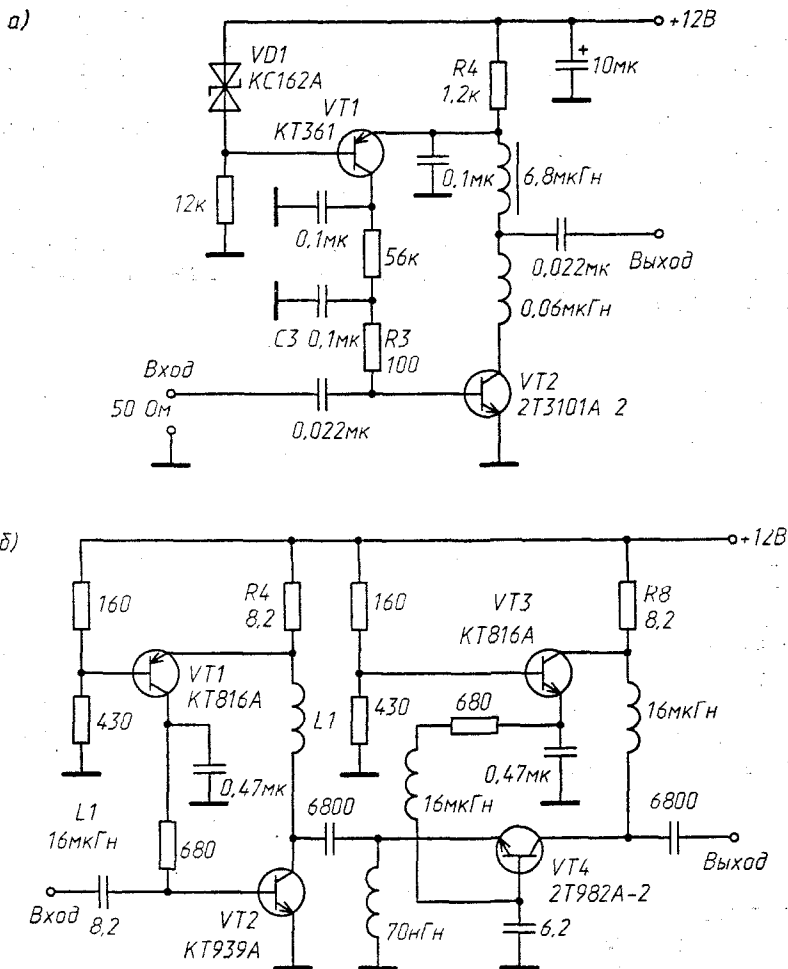 а)
+12В
VD1
КС162А
R4
1,2к
+
10мк
VT1
КТ361
0,1мк
6,8мкГн
12к
0,1мк
56к
0,022мк
Выход
0,06мкГн
С3 0,1мк
R3
100
Вход
50 Ом
0,022мк
VT2
2Т3101А 2
б)
+12В
160
R4
8,2
160
VT3
КТ816А
R8
8,2
VT1
КТ816А
430
L1
430
680
16мкГн
0,47мк
0,47мк
L1
16мкГн
16мкГн
680
6800
6800
Вход
8,2
VT2
КТ939А
70нГн
VT4
2Т982А-2
6,2
Выход